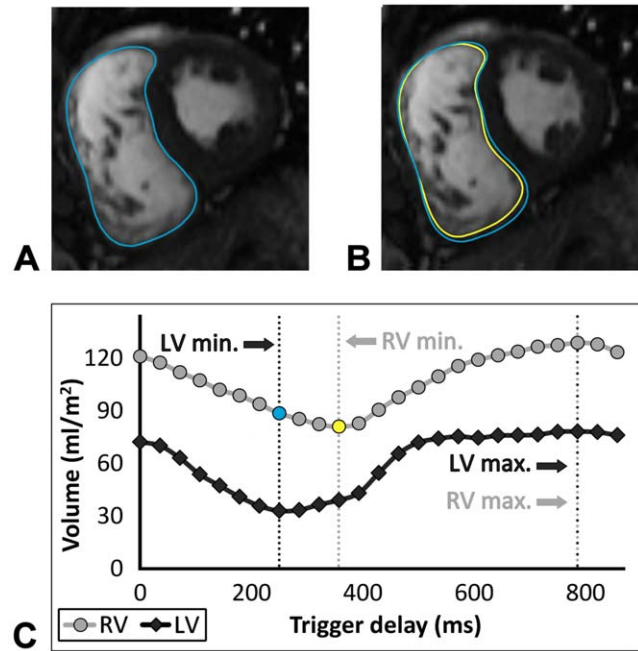 A
B
LV min.
RV min.
120
90
60
30
0
Volume (ml/m²)
LV max.
RV max.
0
200
400
600
800
RV
LV
Trigger delay (ms)
C